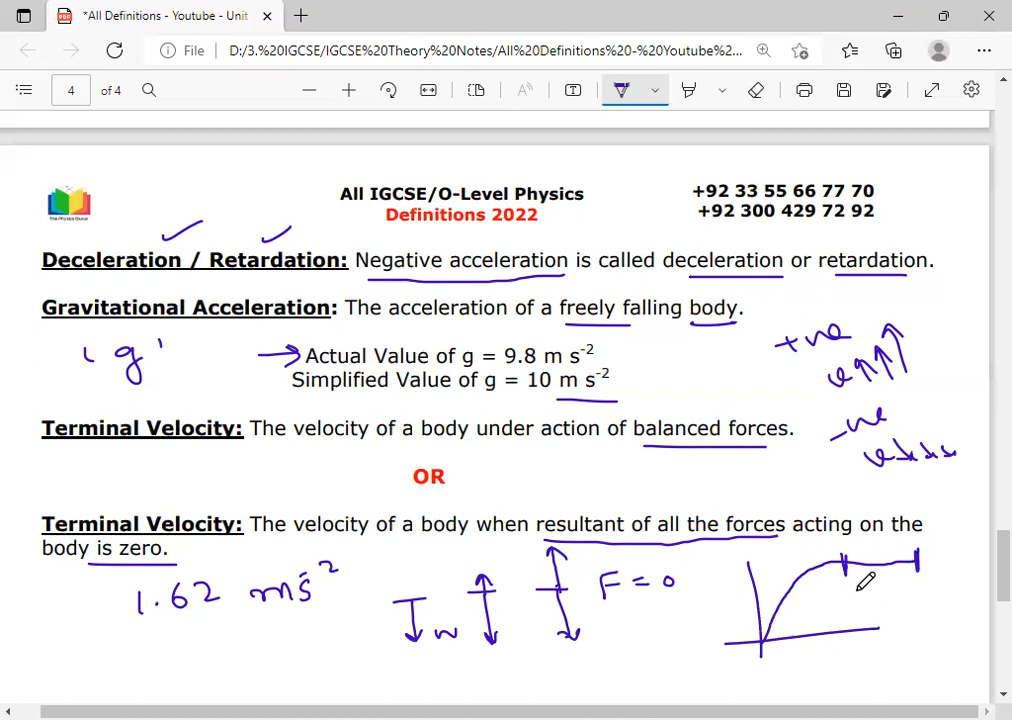 *All Definitions - Youtube - Unit
File
D:/3.%20IGCSE/IGCSE%20Theory%20Notes/All%20Definitions%20-%20Youtube%2...
4
of 4
The Physics Guruz
All IGCSE/O-Level Physics
Definitions 2022
+92 33 55 66 77 70
+92 300 429 72 92
Deceleration / Retardation: Negative acceleration is called deceleration or retardation.
Gravitational Acceleration: The acceleration of a freely falling body.
'g'
Actual Value of g = 9.8 m s⁻²
Simplified Value of g = 10 m s⁻²
+ve
v
Terminal Velocity: The velocity of a body under action of balanced forces.
-ve
v
OR
Terminal Velocity: The velocity of a body when resultant of all the forces acting on the
body is zero.
1.62 ms⁻²
W
F = 0